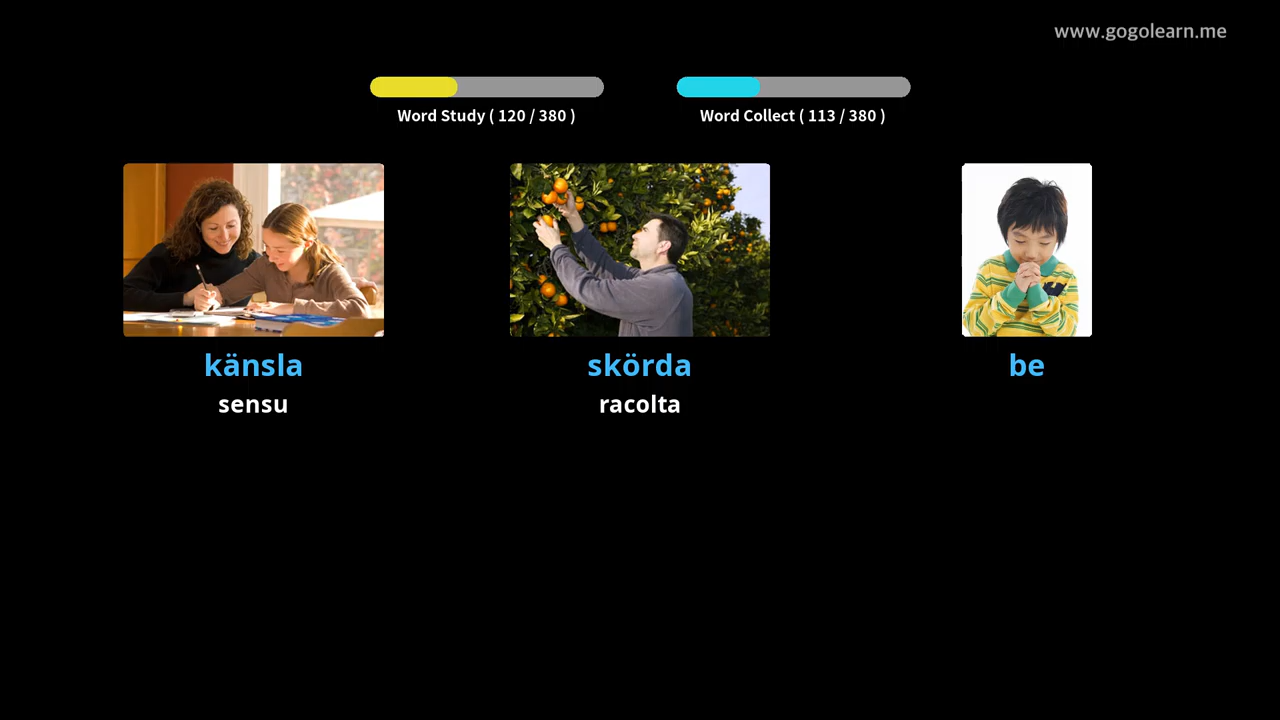 www.gogolearn.me
Word Study ( 120 / 380 )
Word Collect ( 113 / 380 )
känsla
skörda
be
sensu
racolta